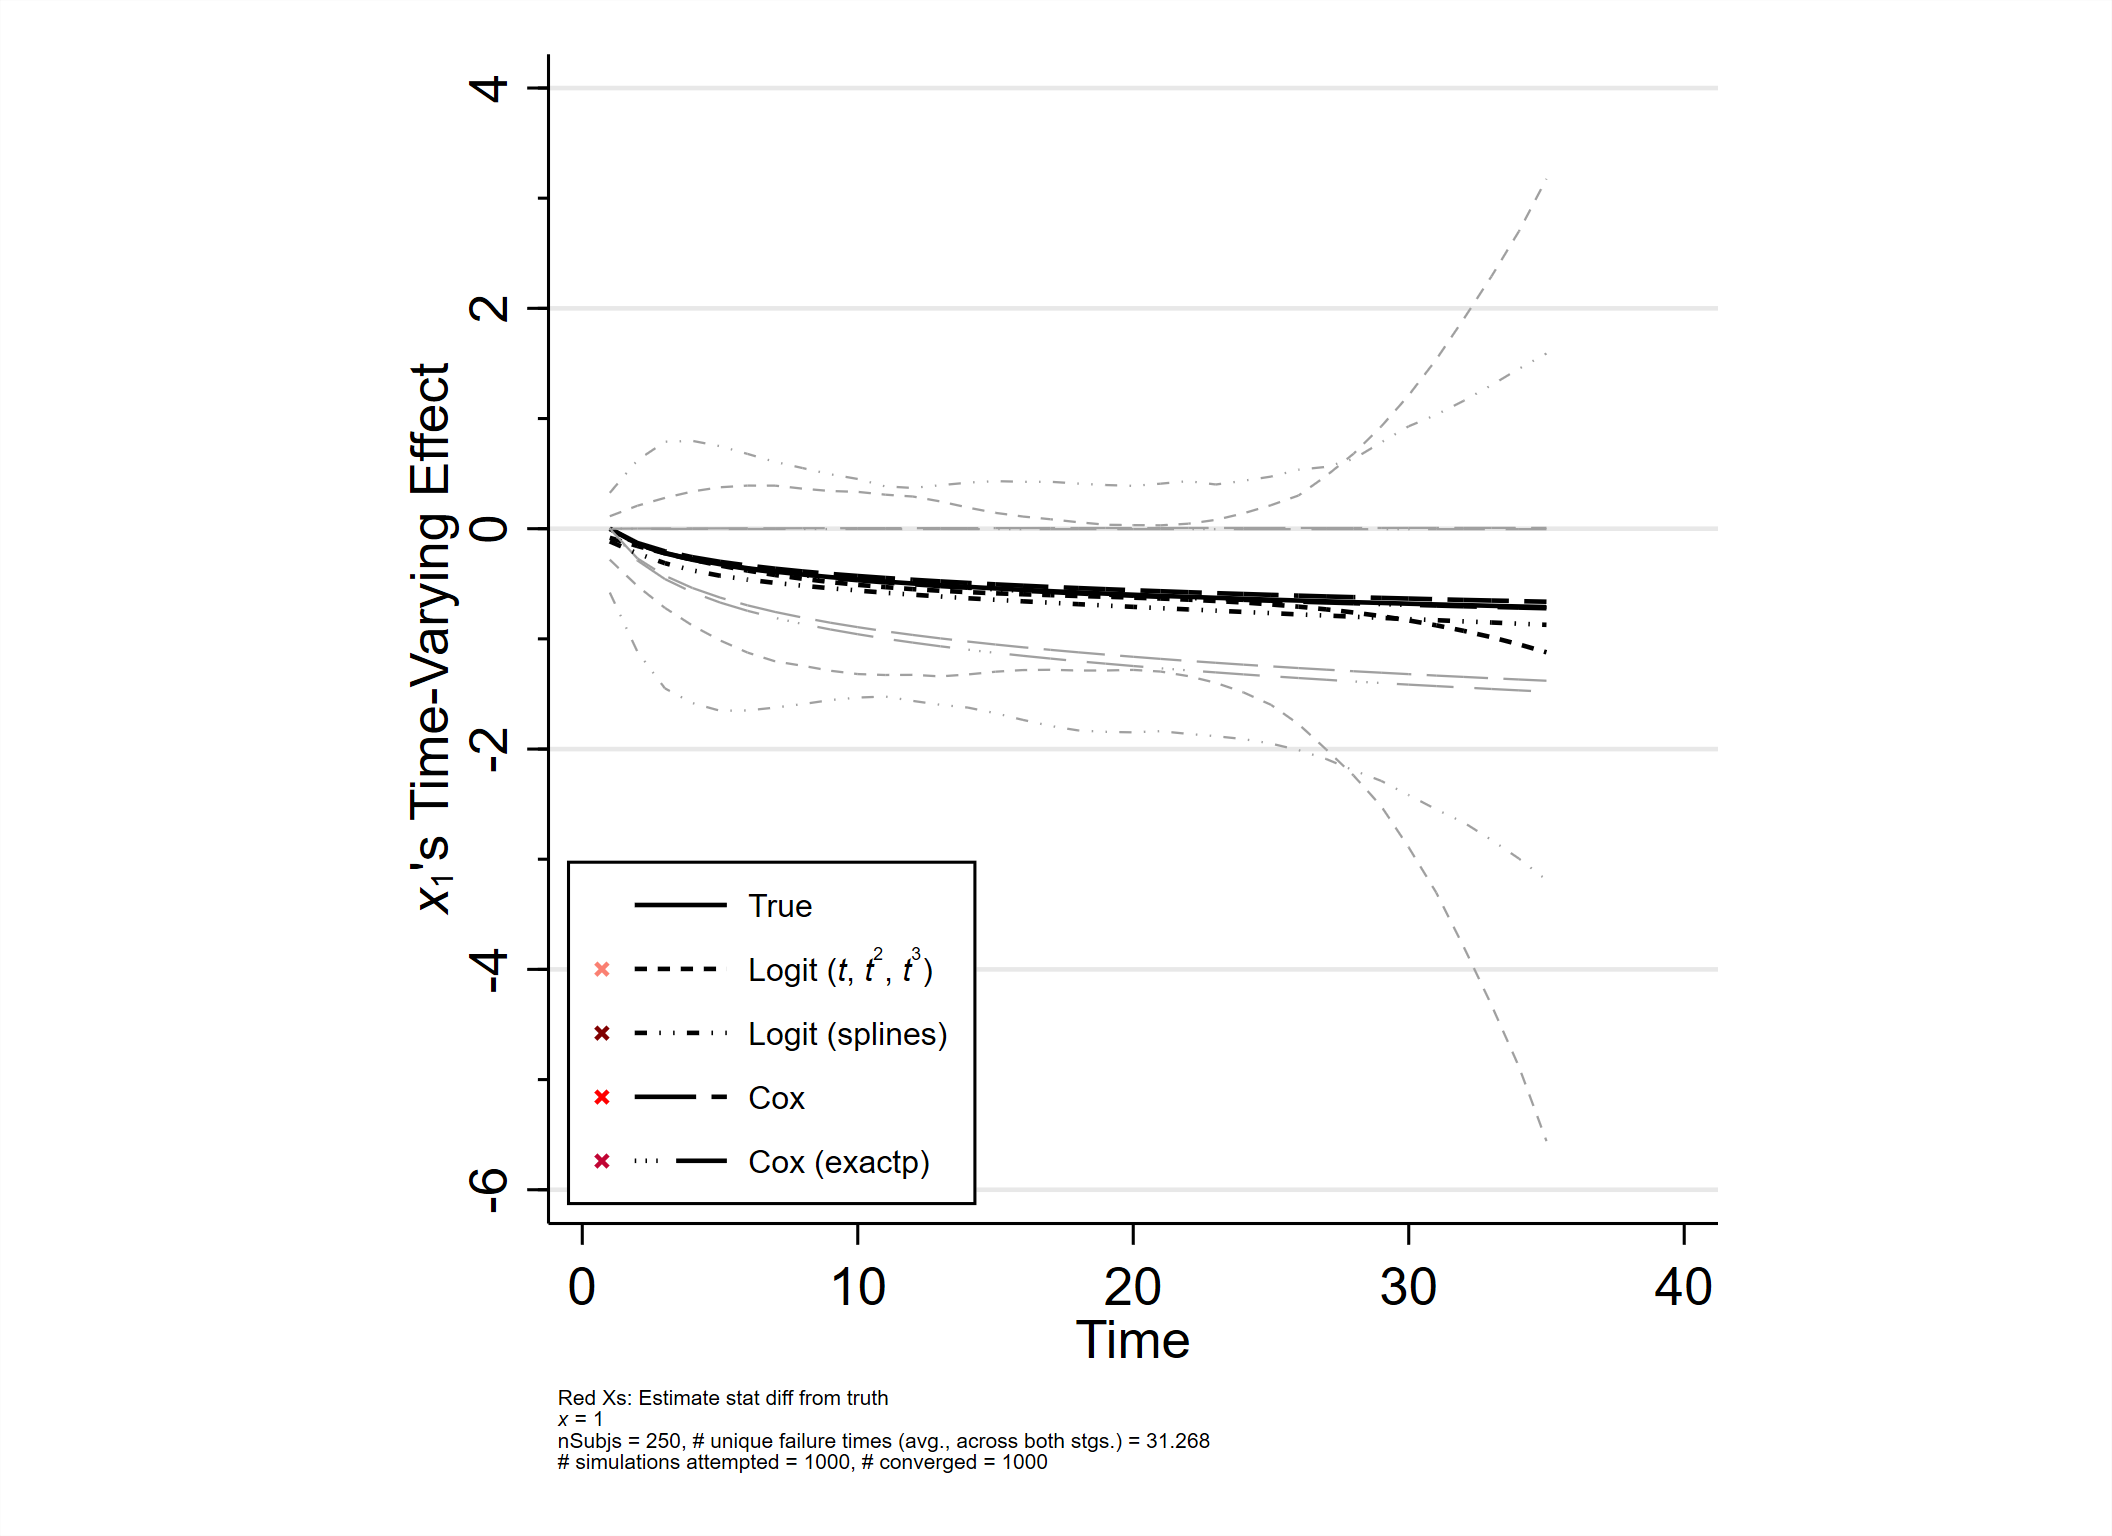 4
2
0
-2
-4
-6
x1's Time-Varying Effect
True
Logit (t, t², t³)
Logit (splines)
Cox
Cox (exactp)
0 10 20 30 40
Time
Red Xs: Estimate stat diff from truth
x = 1
nSubjs = 250, # unique failure times (avg., across both stgs.) = 31.268
# simulations attempted = 1000, # converged = 1000